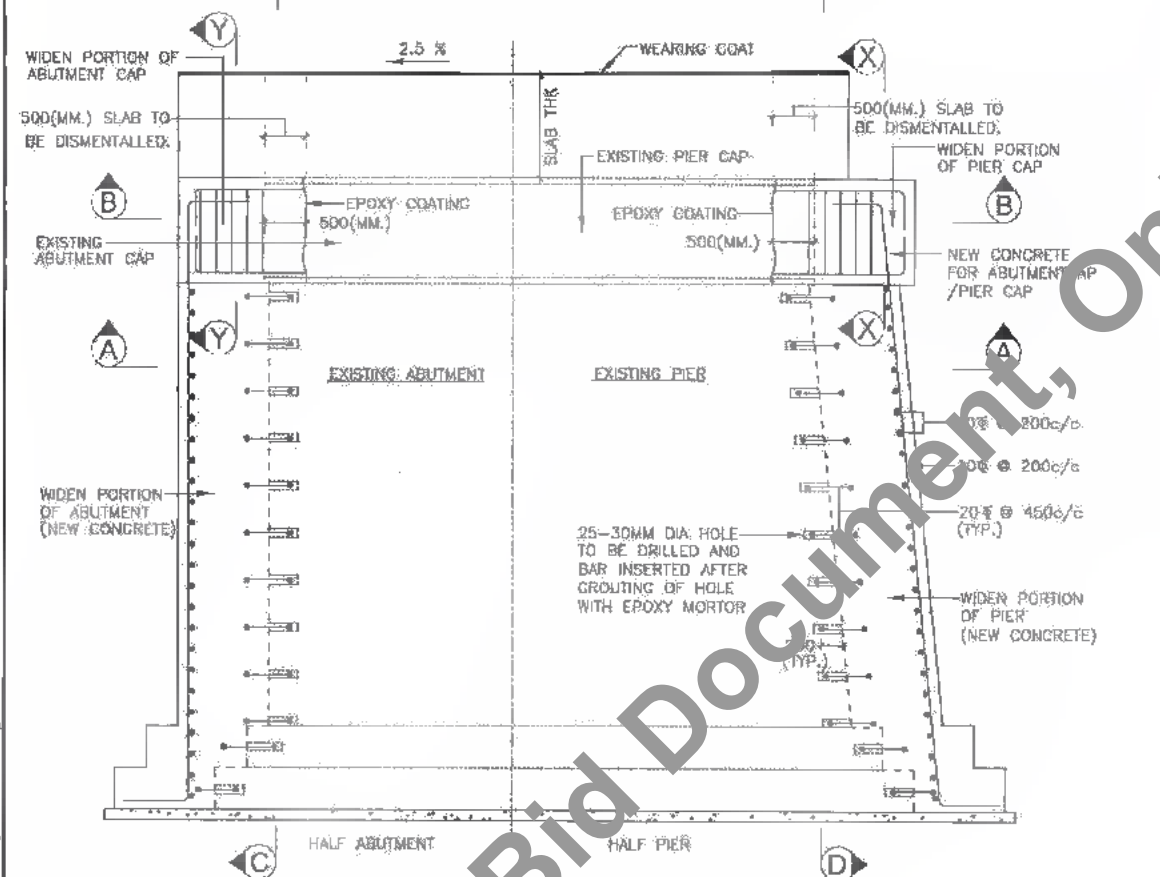 Y
WIDEN PORTION OF
ABUTMENT CAP
2.5 %
WEARING COAT
X
500(MM.) SLAB TO
BE DISMENTALLED.
SLAB THK
500(MM.) SLAB TO
BE DISMENTALLED.
EXISTING PIER CAP
WIDEN PORTION
OF PIER CAP
B
EPOXY COATING
500(MM.)
EPOXY COATING
500(MM.)
B
EXISTING
ABUTMENT CAP
NEW CONCRETE
FOR ABUTMENT
/PIER CAP
A
Y
X
A
EXISTING ABUTMENT
EXISTING PIER
@ 200c/c
@ 200c/c
20Φ @ 450c/c
(TYP.)
WIDEN PORTION
OF ABUTMENT
(NEW CONCRETE)
25-30MM DIA HOLE
TO BE DRILLED AND
BAR INSERTED AFTER
GROUTING OF HOLE
WITH EPOXY MORTOR
WIDEN PORTION
OF PIER
(NEW CONCRETE)
(TYP.)
HALF ABUTMENT
HALF PIER
C
D
Bid Document,